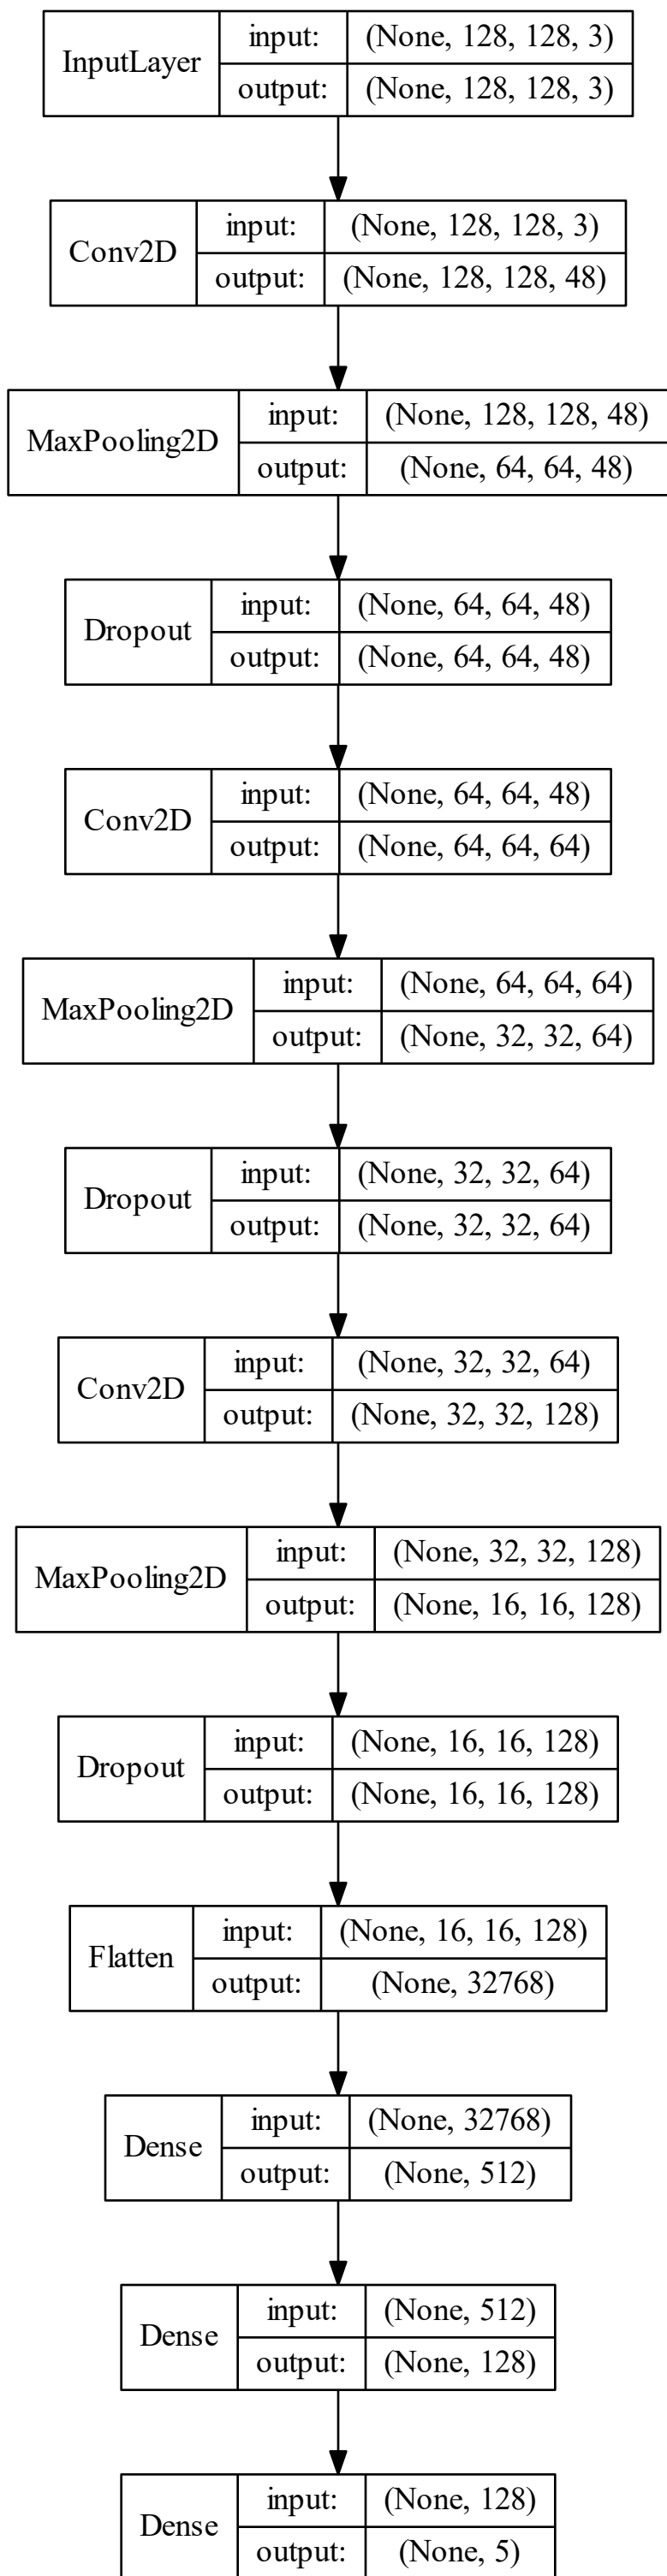 InputLayer
input: (None, 128, 128, 3)
output: (None, 128, 128, 3)
Conv2D
input: (None, 128, 128, 3)
output: (None, 128, 128, 48)
MaxPooling2D
input: (None, 128, 128, 48)
output: (None, 64, 64, 48)
Dropout
input: (None, 64, 64, 48)
output: (None, 64, 64, 48)
Conv2D
input: (None, 64, 64, 48)
output: (None, 64, 64, 64)
MaxPooling2D
input: (None, 64, 64, 64)
output: (None, 32, 32, 64)
Dropout
input: (None, 32, 32, 64)
output: (None, 32, 32, 64)
Conv2D
input: (None, 32, 32, 64)
output: (None, 32, 32, 128)
MaxPooling2D
input: (None, 32, 32, 128)
output: (None, 16, 16, 128)
Dropout
input: (None, 16, 16, 128)
output: (None, 16, 16, 128)
Flatten
input: (None, 16, 16, 128)
output: (None, 32768)
Dense
input: (None, 32768)
output: (None, 512)
Dense
input: (None, 512)
output: (None, 128)
Dense
input: (None, 128)
output: (None, 5)